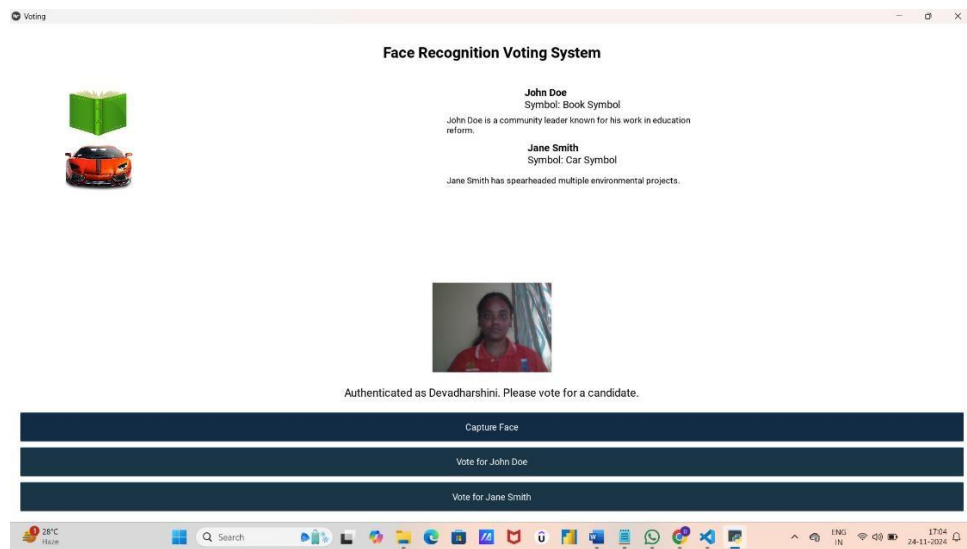 Voting
Face Recognition Voting System
John Doe
Symbol: Book Symbol
John Doe is a community leader known for his work in education
reform.
Jane Smith
Symbol: Car Symbol
Jane Smith has spearheaded multiple environmental projects.
Authenticated as Devadharshini. Please vote for a candidate.
Capture Face
Vote for John Doe
Vote for Jane Smith
1
28°C
Haze
Search
ENG
IN
17:04
24-11-2024